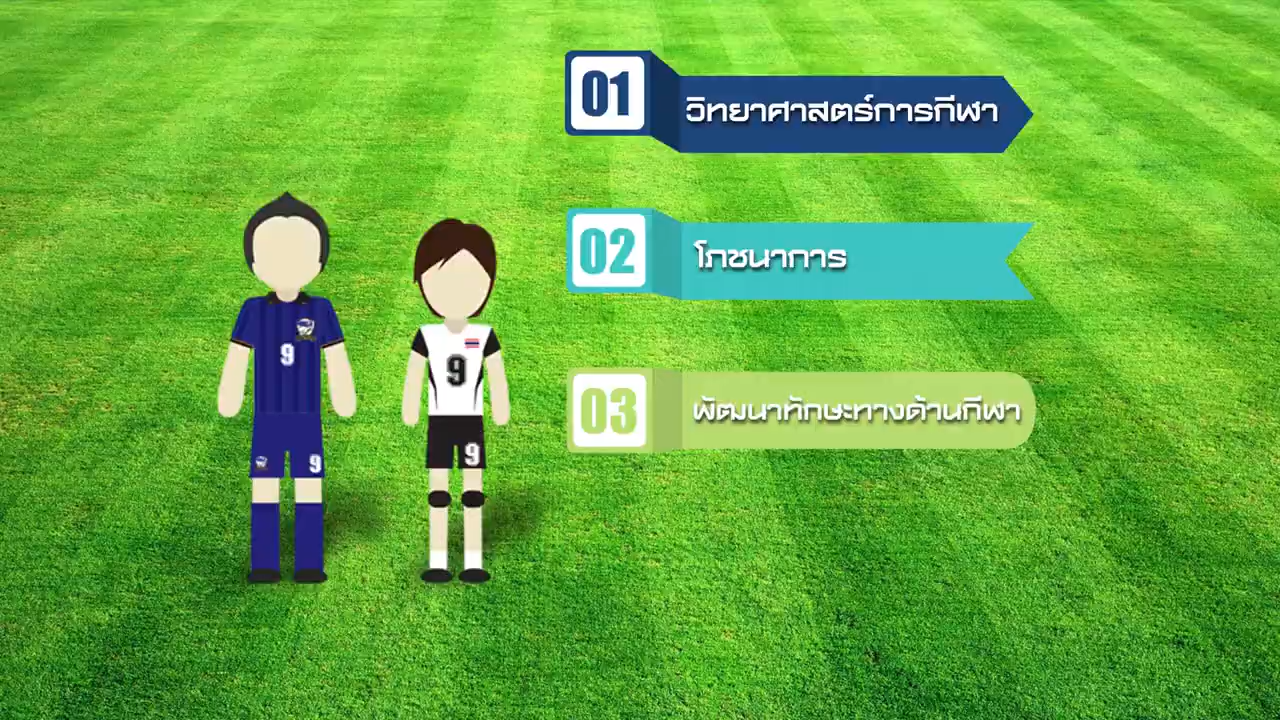 01
วิทยาศาสตร์การกีฬา
02
โภชนาการ
03
พัฒนาทักษะทางด้านกีฬา
9
9
9
9